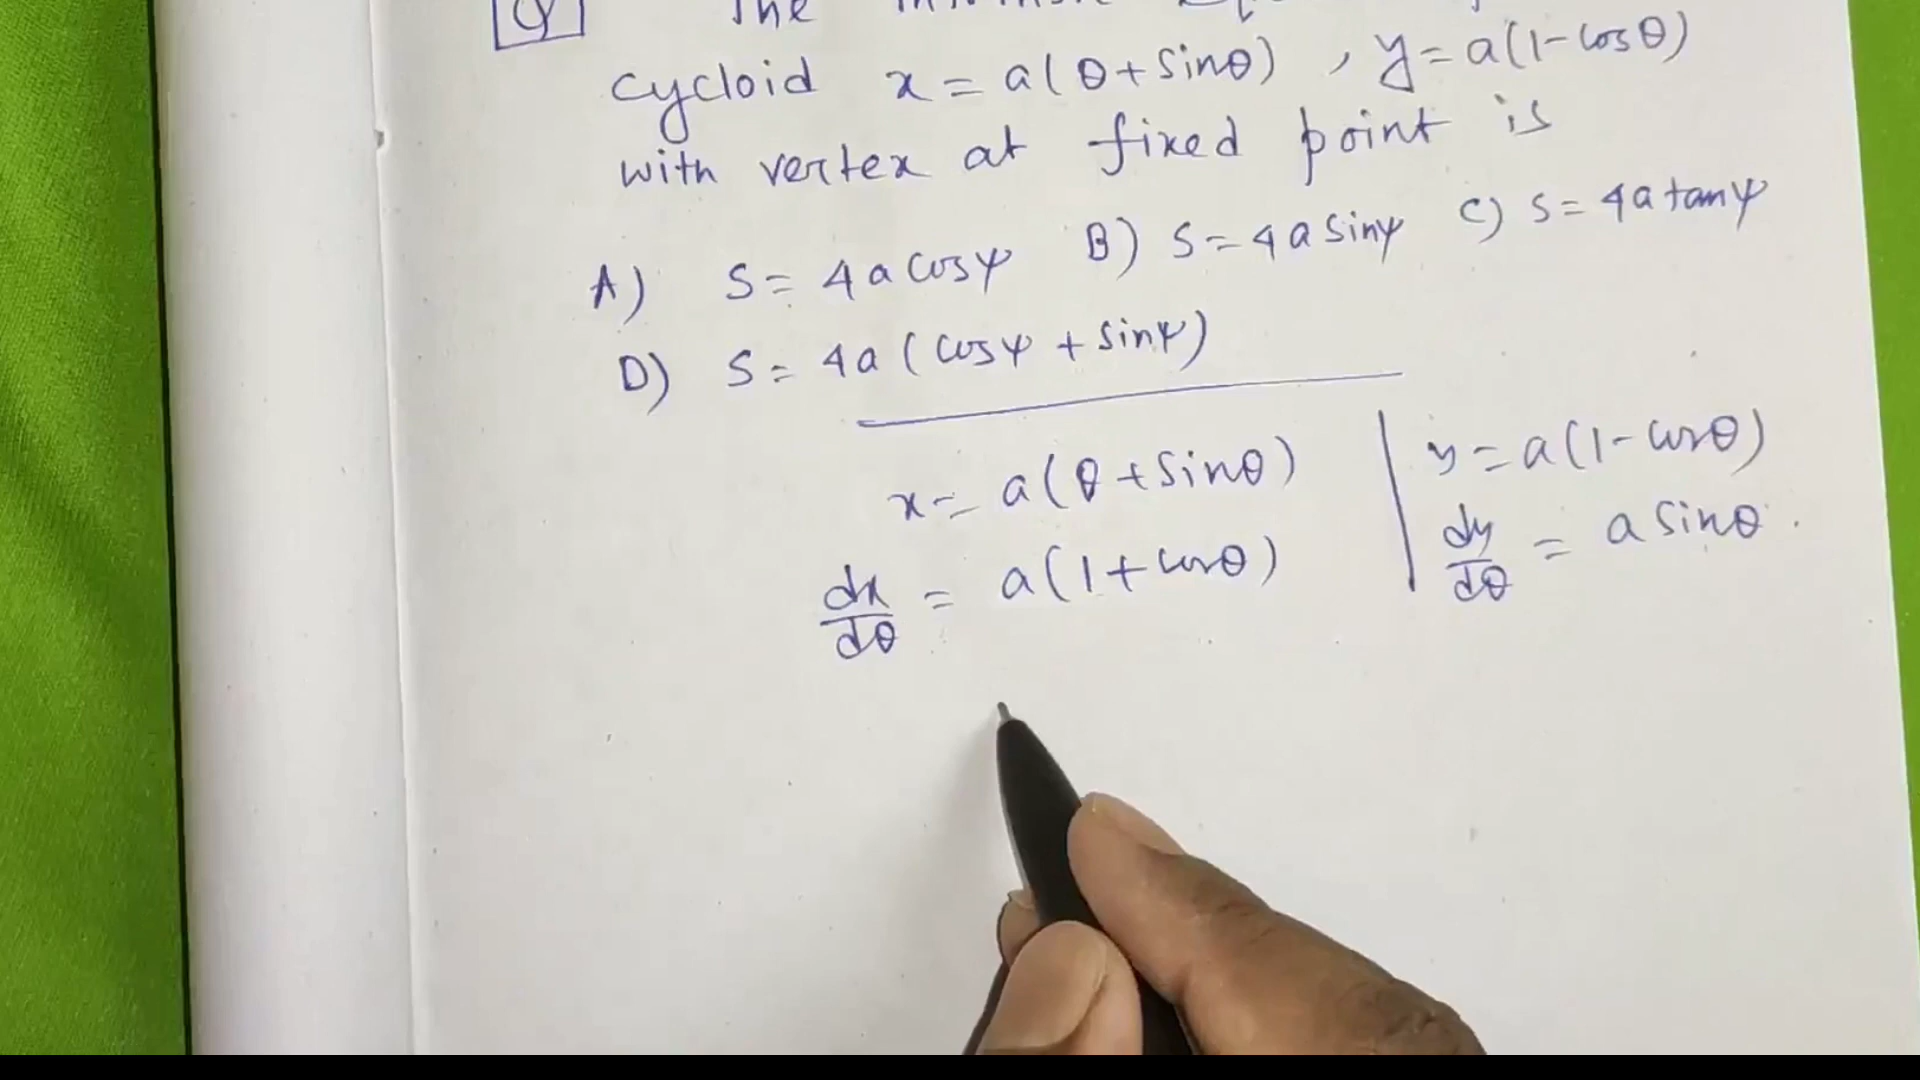 Q The
cycloid x = a(θ+sinθ) , y = a(1-cosθ)
with vertex at fixed point is
A) s = 4a cosψ B) s = 4a sinψ C) s = 4a tanψ
D) s = 4a (cosψ + sinψ)
x = a(θ+sinθ) | y = a(1-cosθ)
dx/dθ = a(1+cosθ) | dy/dθ = a sinθ.